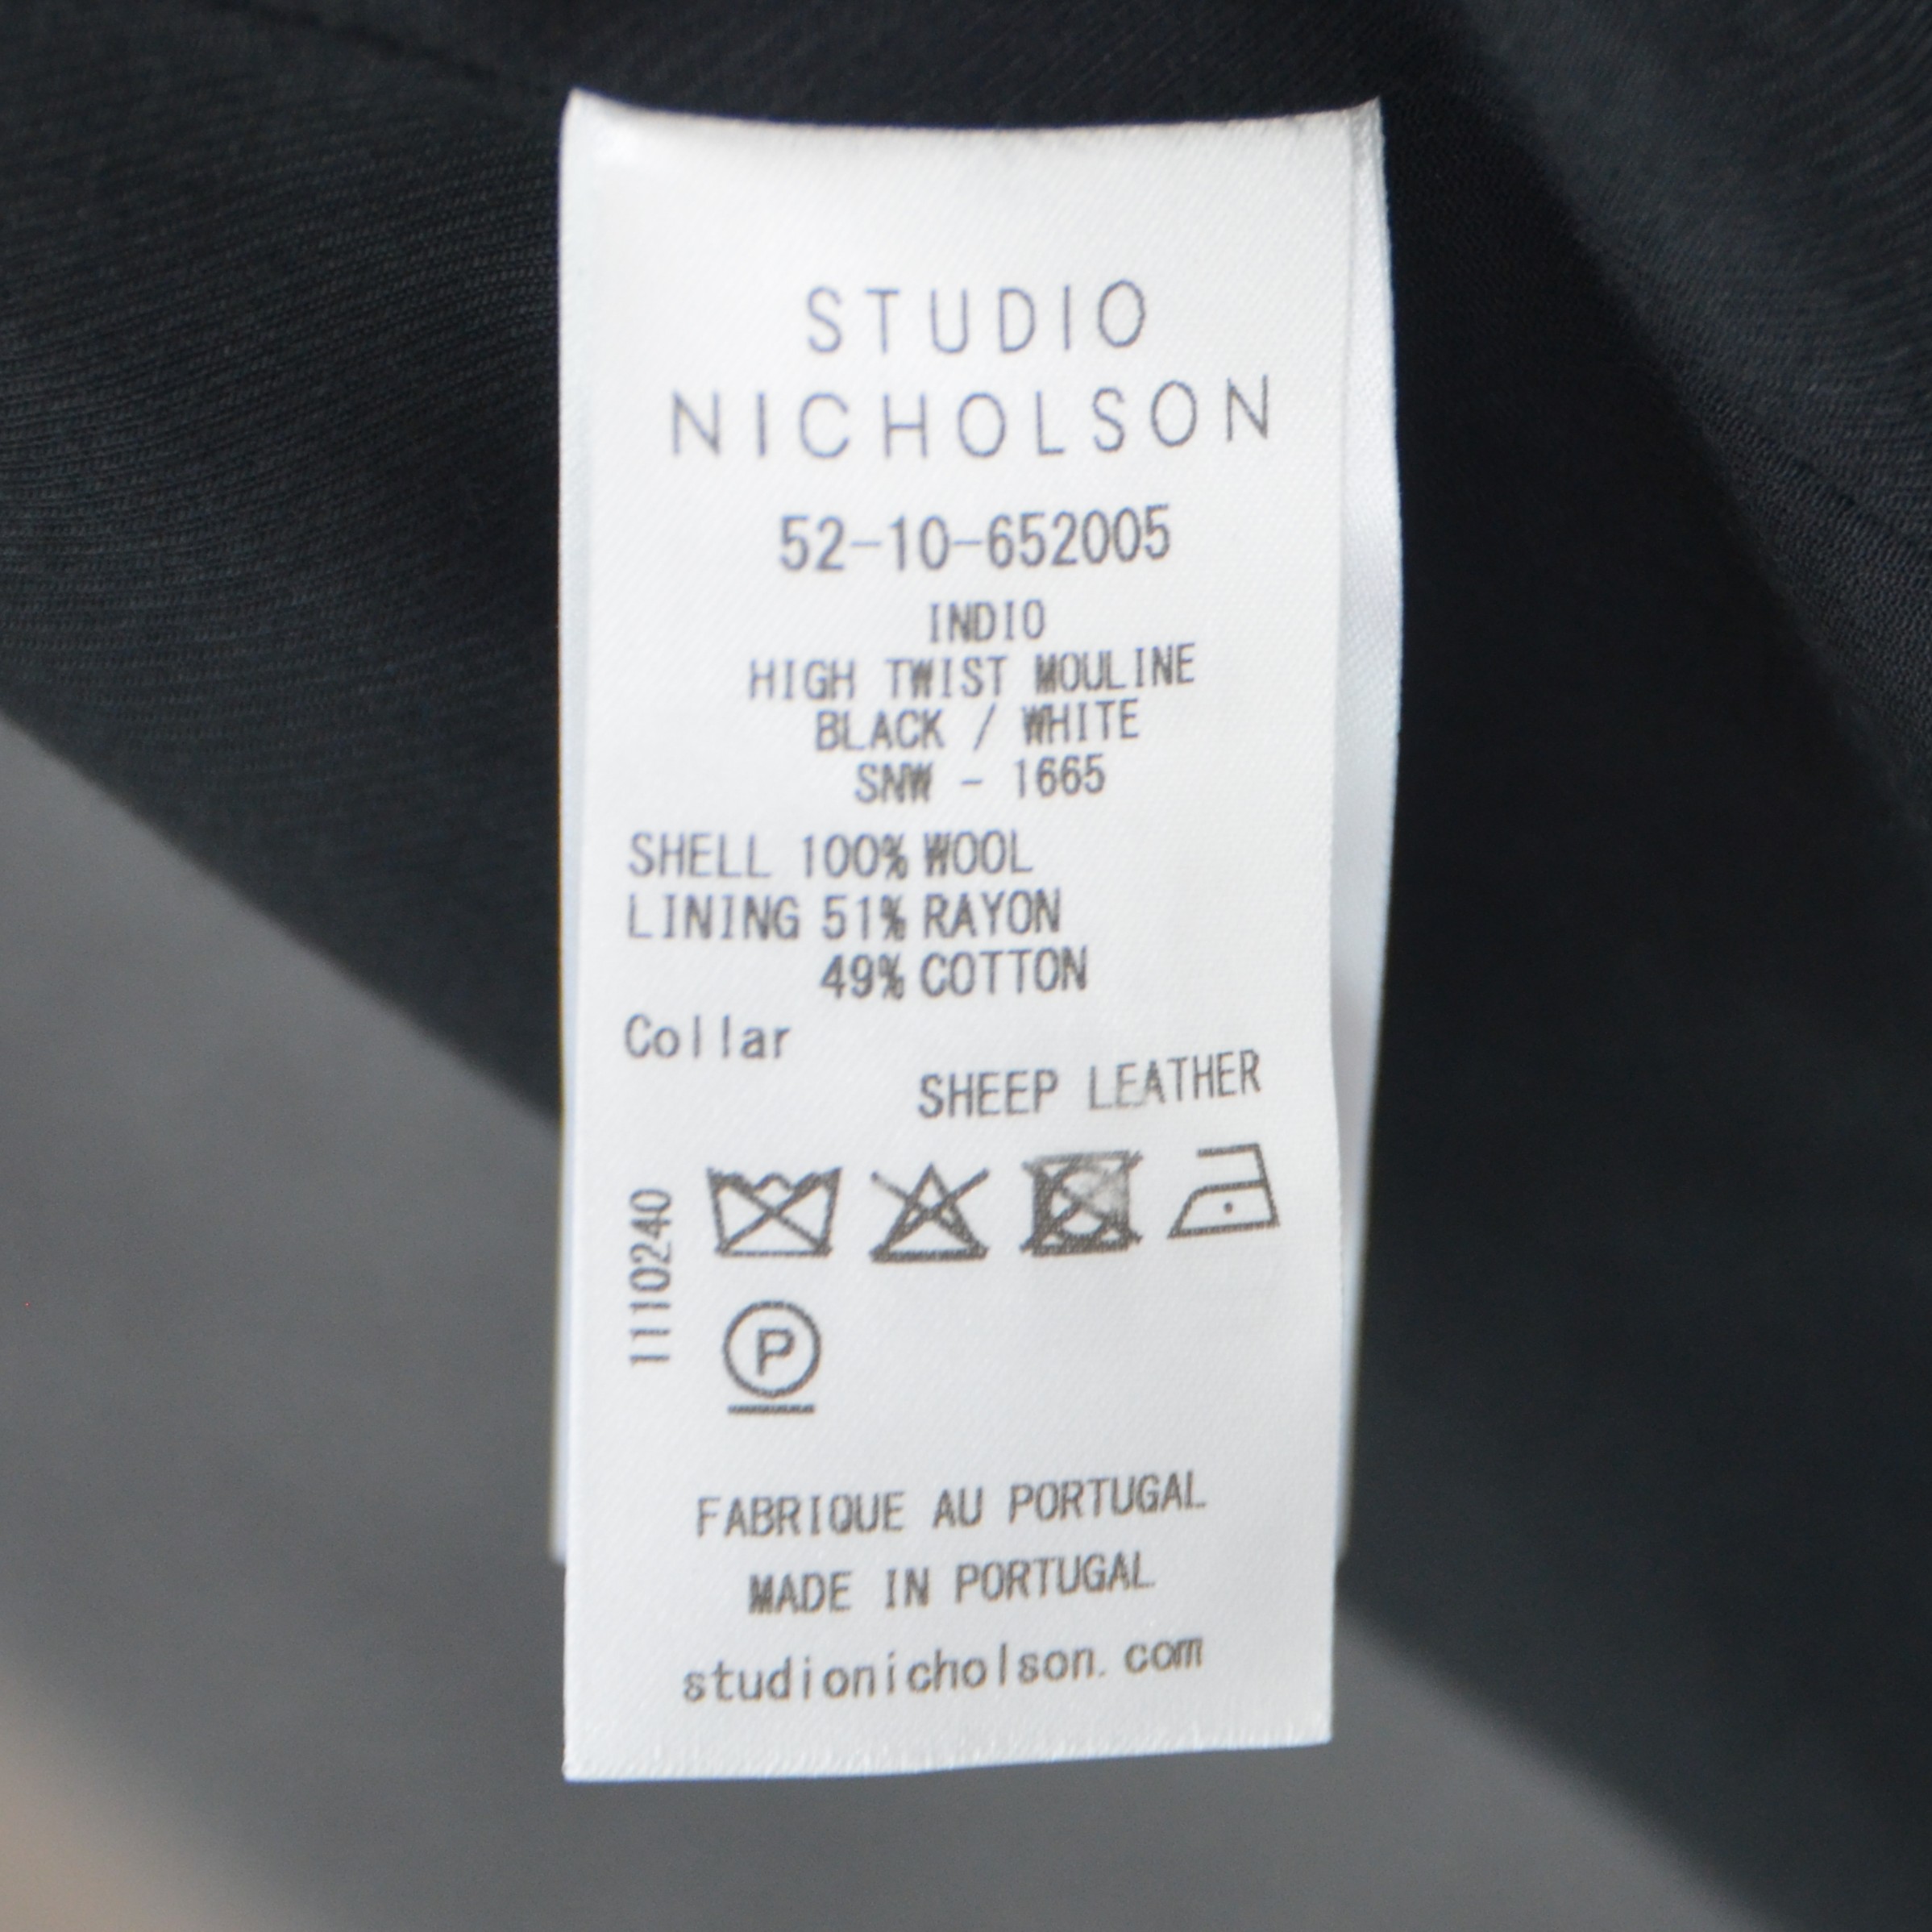 STUDIO
NICHOLSON
52-10-652005
INDIO
HIGH TWIST MOULINE
BLACK / WHITE
SNW - 1665
SHELL 100% WOOL
LINING 51% RAYON
49% COTTON
Collar
SHEEP LEATHER
1110240
P
FABRIQUE AU PORTUGAL
MADE IN PORTUGAL
studionicholson.com